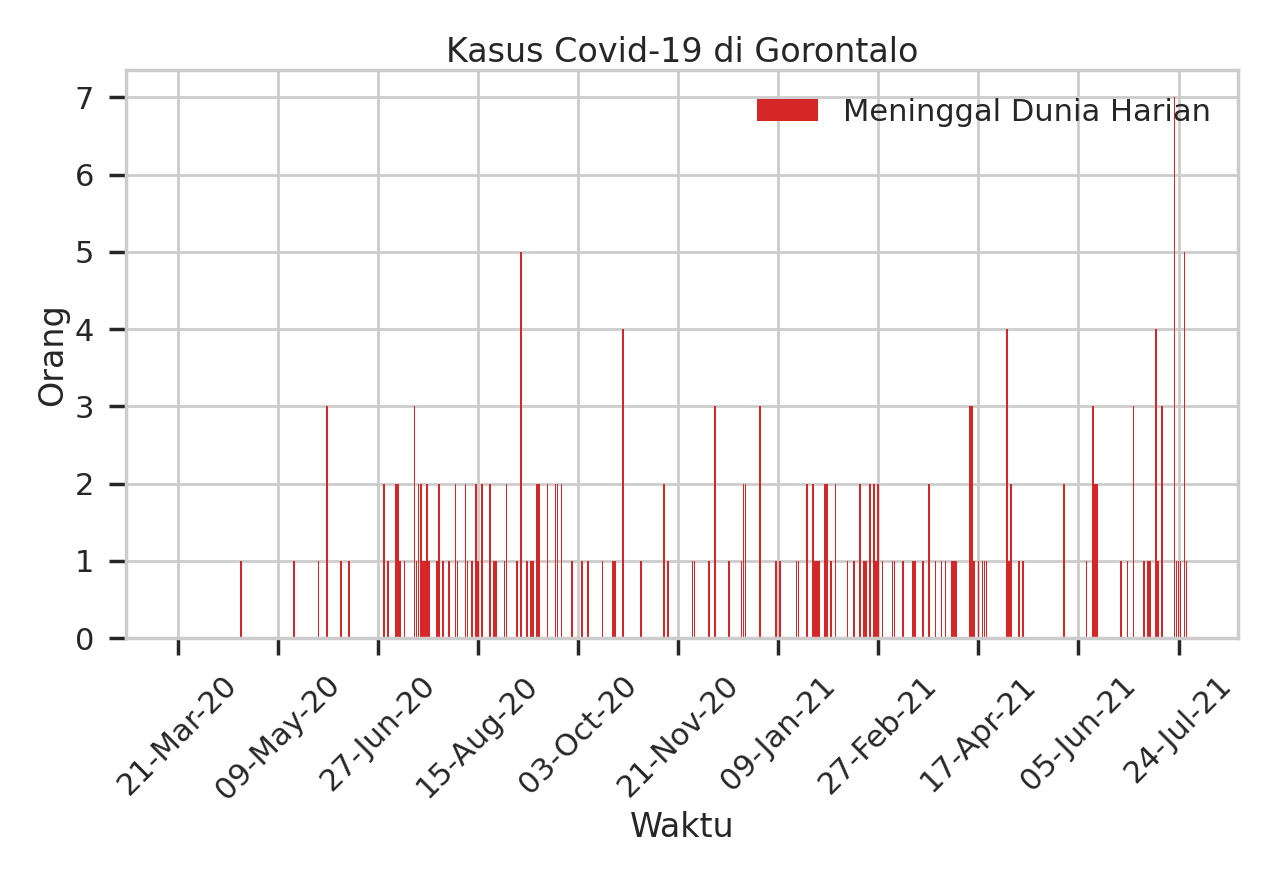 Kasus Covid-19 di Gorontalo
Meninggal Dunia Harian
Orang
7
6
5
4
3
2
1
0
21-Mar-20
09-May-20
27-Jun-20
15-Aug-20
03-Oct-20
21-Nov-20
09-Jan-21
27-Feb-21
17-Apr-21
05-Jun-21
24-Jul-21
Waktu